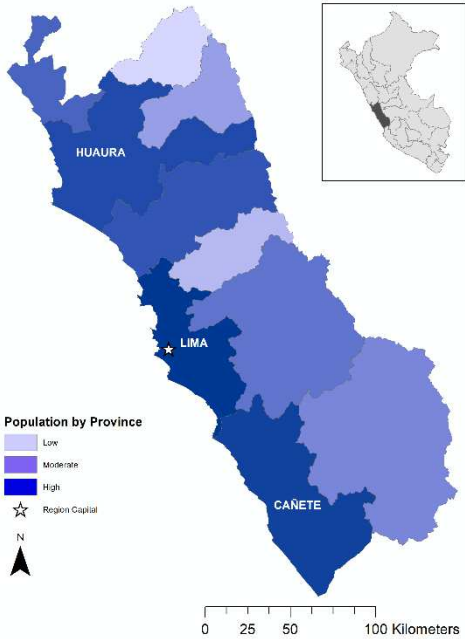 HUAURA
LIMA
Population by Province
Low
Moderate
High
Region Capital
CAÑETE
N
0 25 50 100 Kilometers